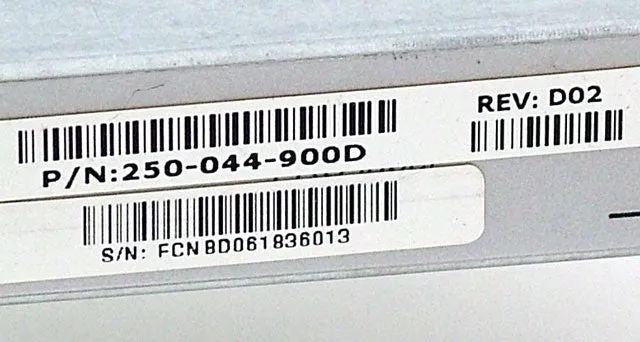 REV: D02
P/N:250-044-900D
S/N: FCNBD061836013